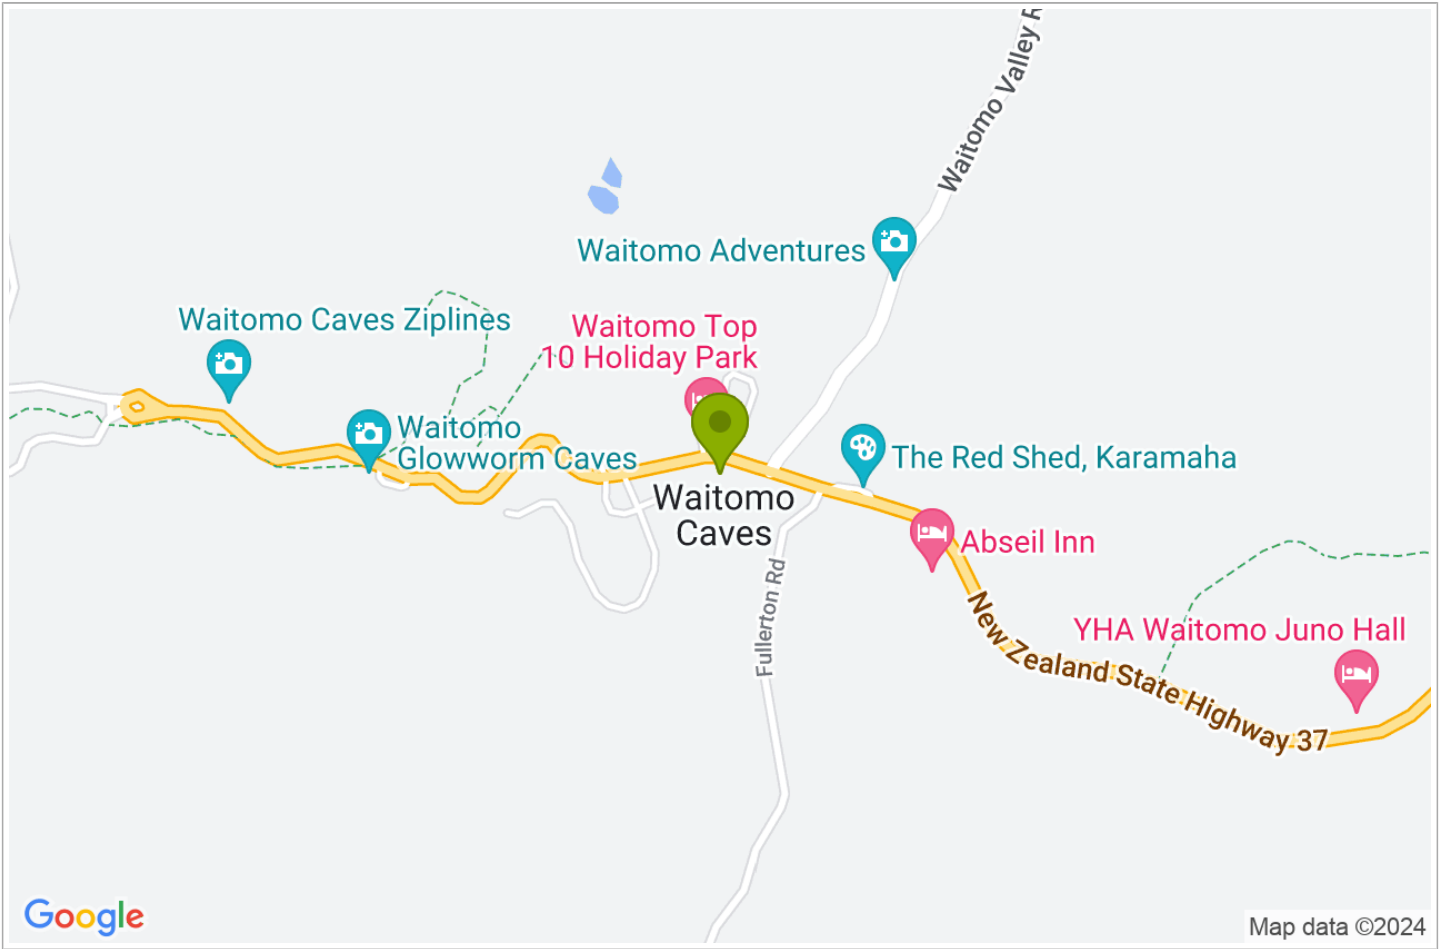 Waitomo Valley R
Waitomo Adventures
Waitomo Caves Ziplines
Waitomo Top
10 Holiday Park
Waitomo
Glowworm Caves
The Red Shed, Karamaha
Waitomo
Caves
Abseil Inn
Fullerton Rd
New Zealand State Highway 37
YHA Waitomo Juno Hall
Google
Map data ©2024